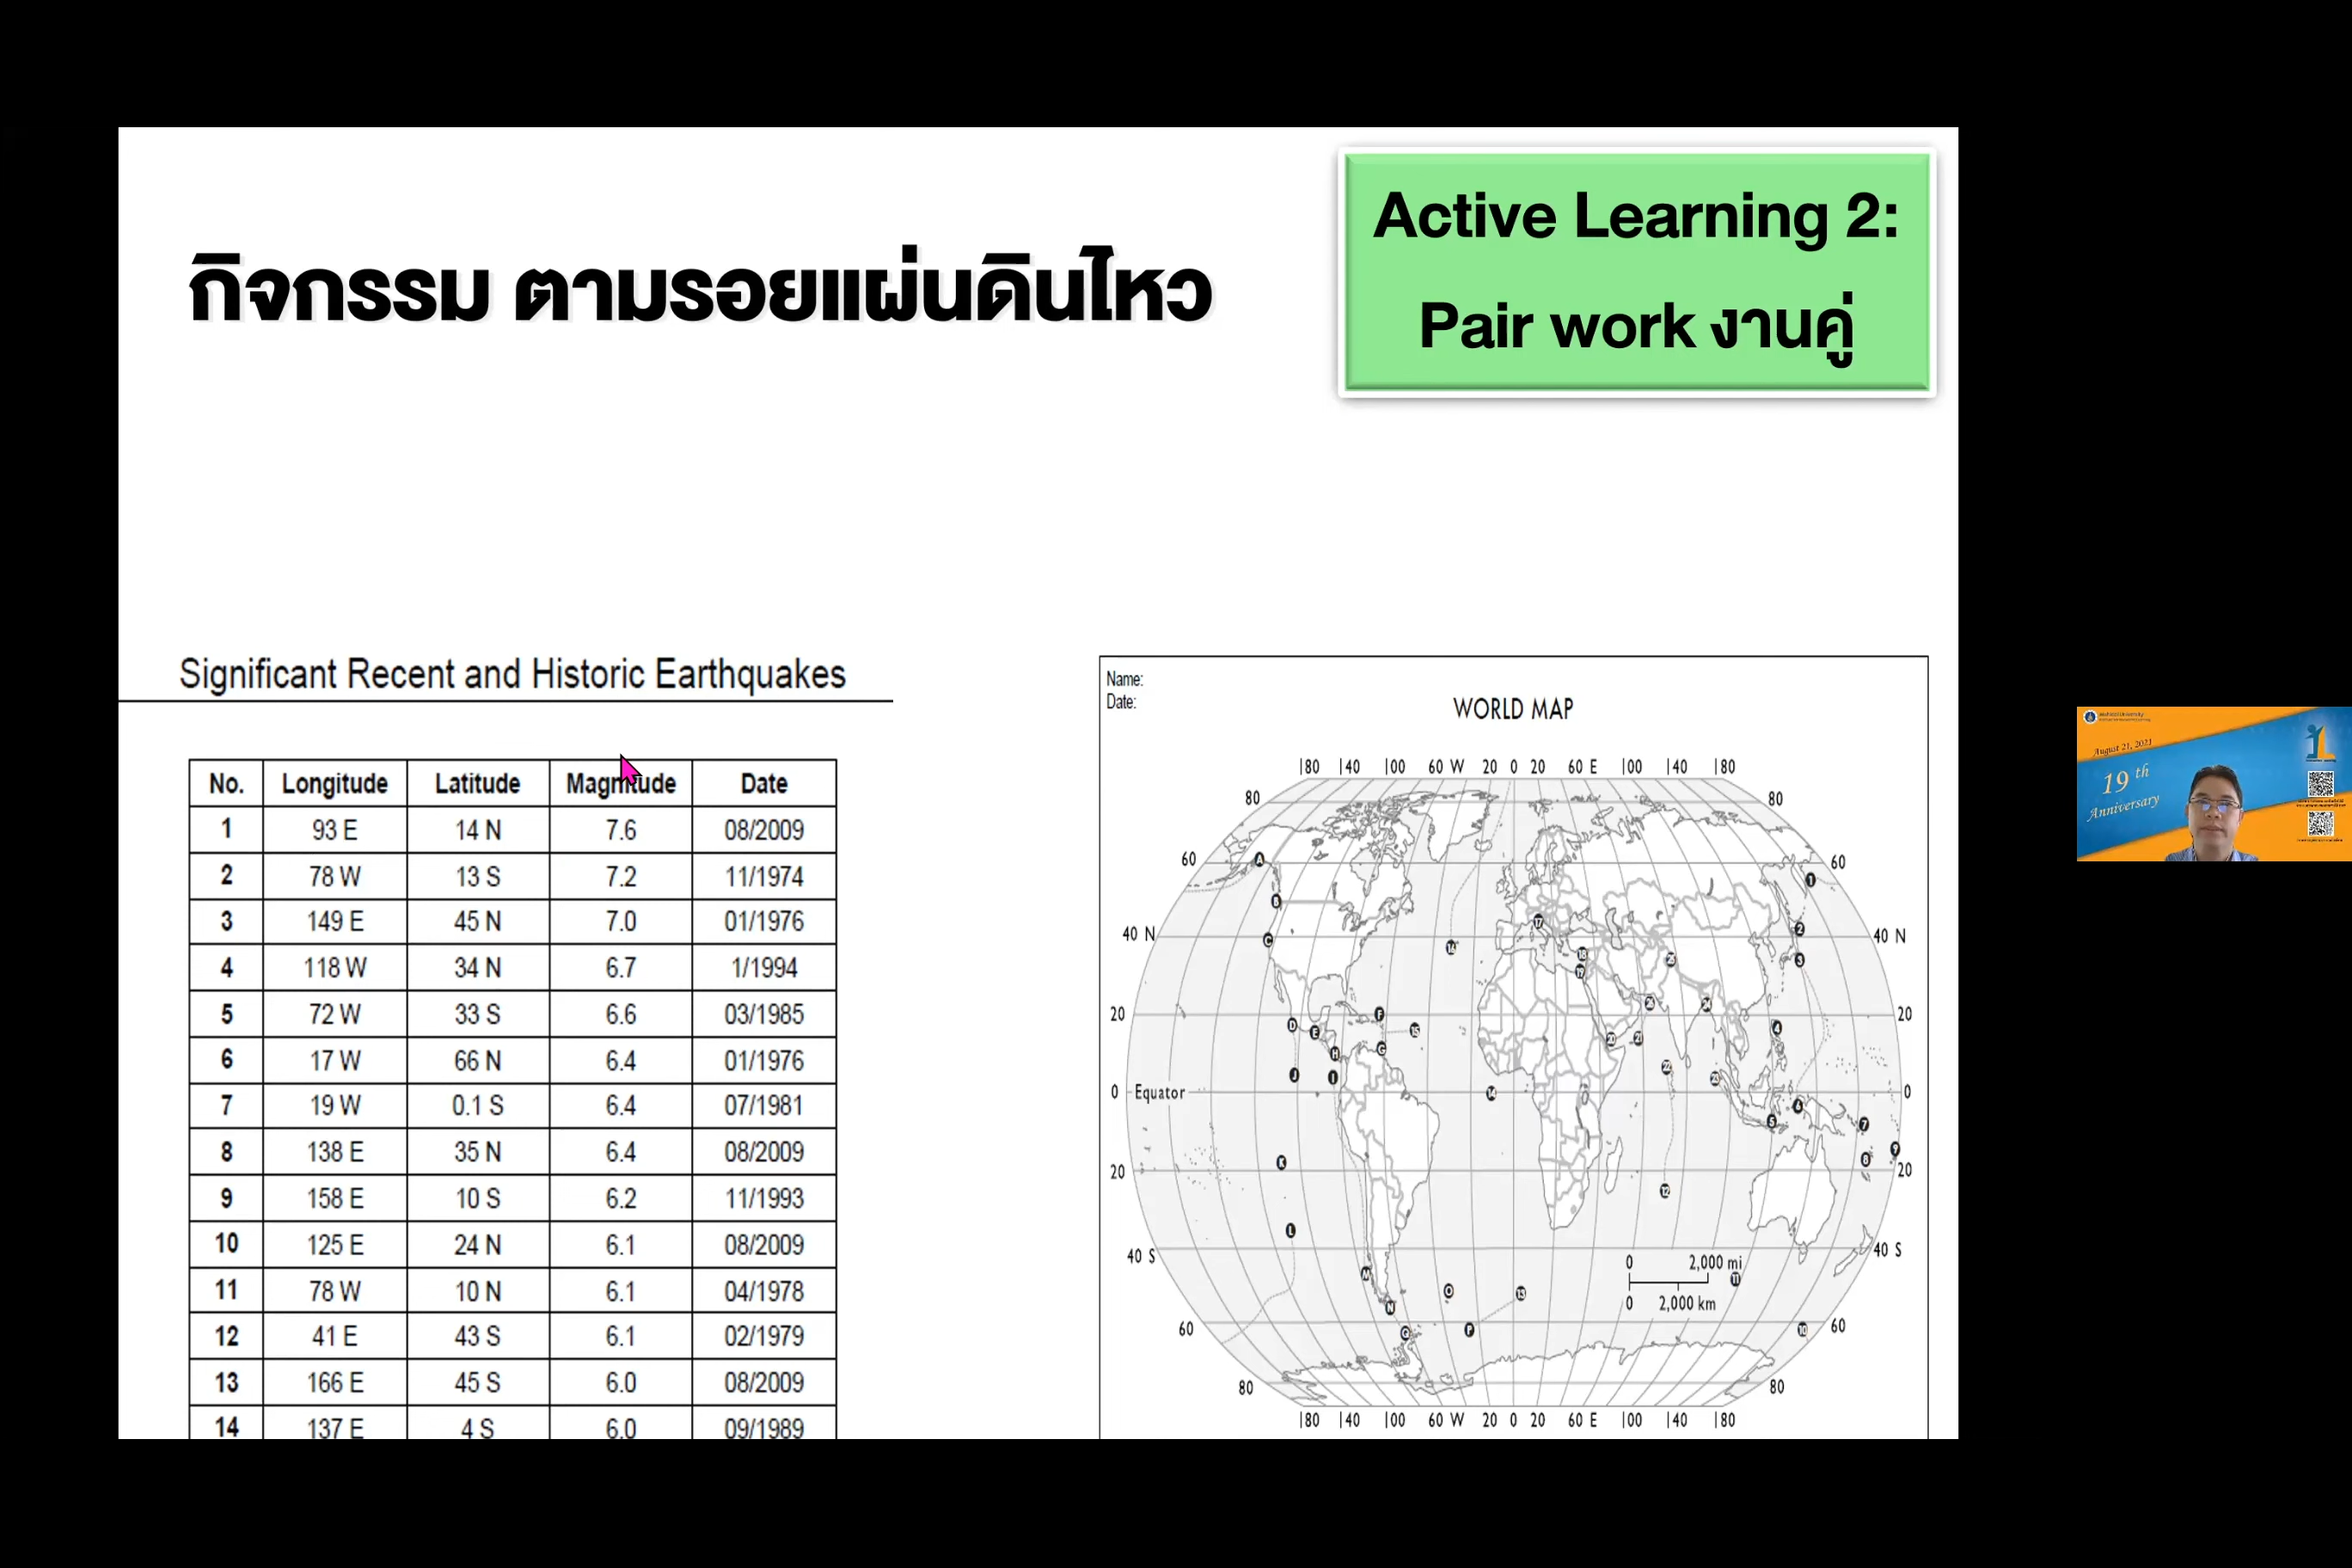 กิจกรรม ตามรอยแผ่นดินไหว
Active Learning 2:
Pair work งานคู่
Significant Recent and Historic Earthquakes
No. Longitude Latitude Magnitude Date
1 93 E 14 N 7.6 08/2009
2 78 W 13 S 7.2 11/1974
3 149 E 45 N 7.0 01/1976
4 118 W 34 N 6.7 1/1994
5 72 W 33 S 6.6 03/1985
6 17 W 66 N 6.4 01/1976
7 19 W 0.1 S 6.4 07/1981
8 138 E 35 N 6.4 08/2009
9 158 E 10 S 6.2 11/1993
10 125 E 24 N 6.1 08/2009
11 78 W 10 N 6.1 04/1978
12 41 E 43 S 6.1 02/1979
13 166 E 45 S 6.0 08/2009
14 137 E 4 S 6.0 09/1989
Name:
Date:
WORLD MAP
180 140 100 60 W 20 0 20 60 E 100 140 180
80 80
60 60
40 N 40 N
20 20
0 Equator 0
20 20
40 S 40 S
0 2,000 mi
0 2,000 km
60 60
80 80
180 140 100 60 W 20 0 20 60 E 100 140 180
August 21, 2021
19 th
Anniversary